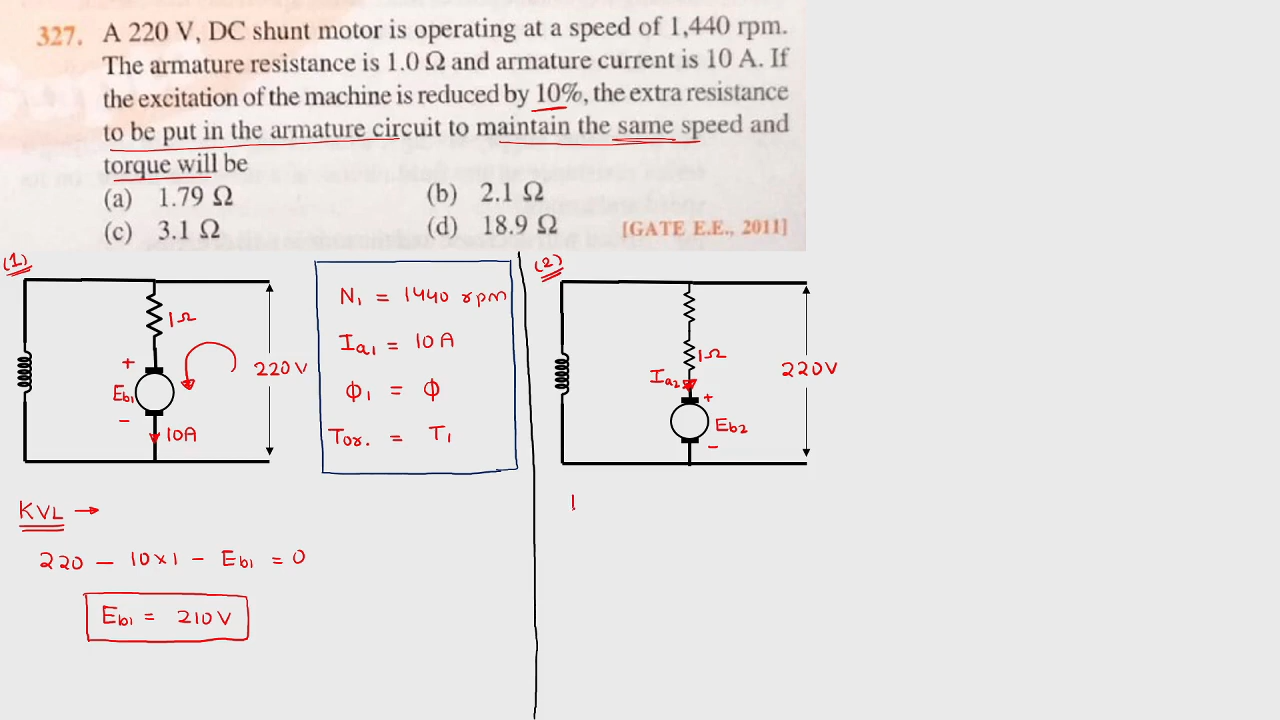 327. A 220 V, DC shunt motor is operating at a speed of 1,440 rpm.
The armature resistance is 1.0 Ω and armature current is 10 A. If
the excitation of the machine is reduced by 10%, the extra resistance
to be put in the armature circuit to maintain the same speed and
torque will be
(a) 1.79 Ω (b) 2.1 Ω
(c) 3.1 Ω (d) 18.9 Ω [GATE E.E., 2011]
(1)
1Ω
+
Eb1
-
10A
220V
N1 = 1440 rpm
Ia1 = 10A
Φ1 = Φ
Tor. = T1
(2)
1Ω
Ia2
+
Eb2
-
220V
KVL →
220 - 10×1 - Eb1 = 0
Eb1 = 210V